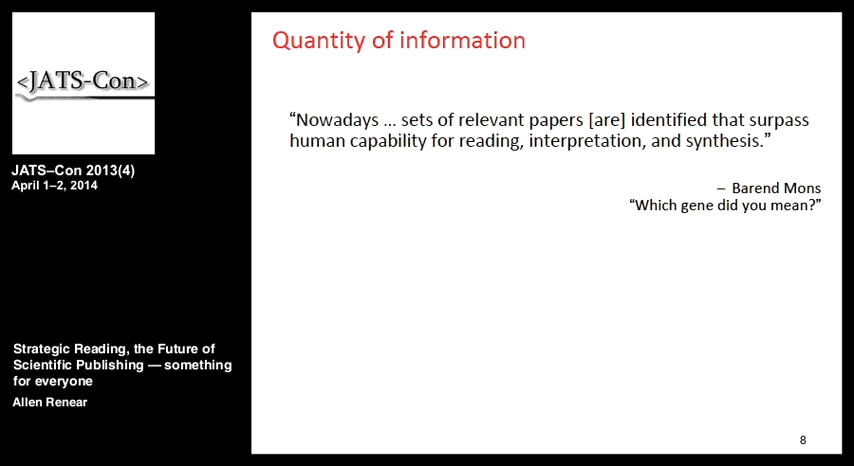 <JATS-Con>
JATS–Con 2013(4)
April 1–2, 2014
Strategic Reading, the Future of
Scientific Publishing — something
for everyone
Allen Renear
Quantity of information
“Nowadays ... sets of relevant papers [are] identified that surpass
human capability for reading, interpretation, and synthesis.”
– Barend Mons
“Which gene did you mean?”
8